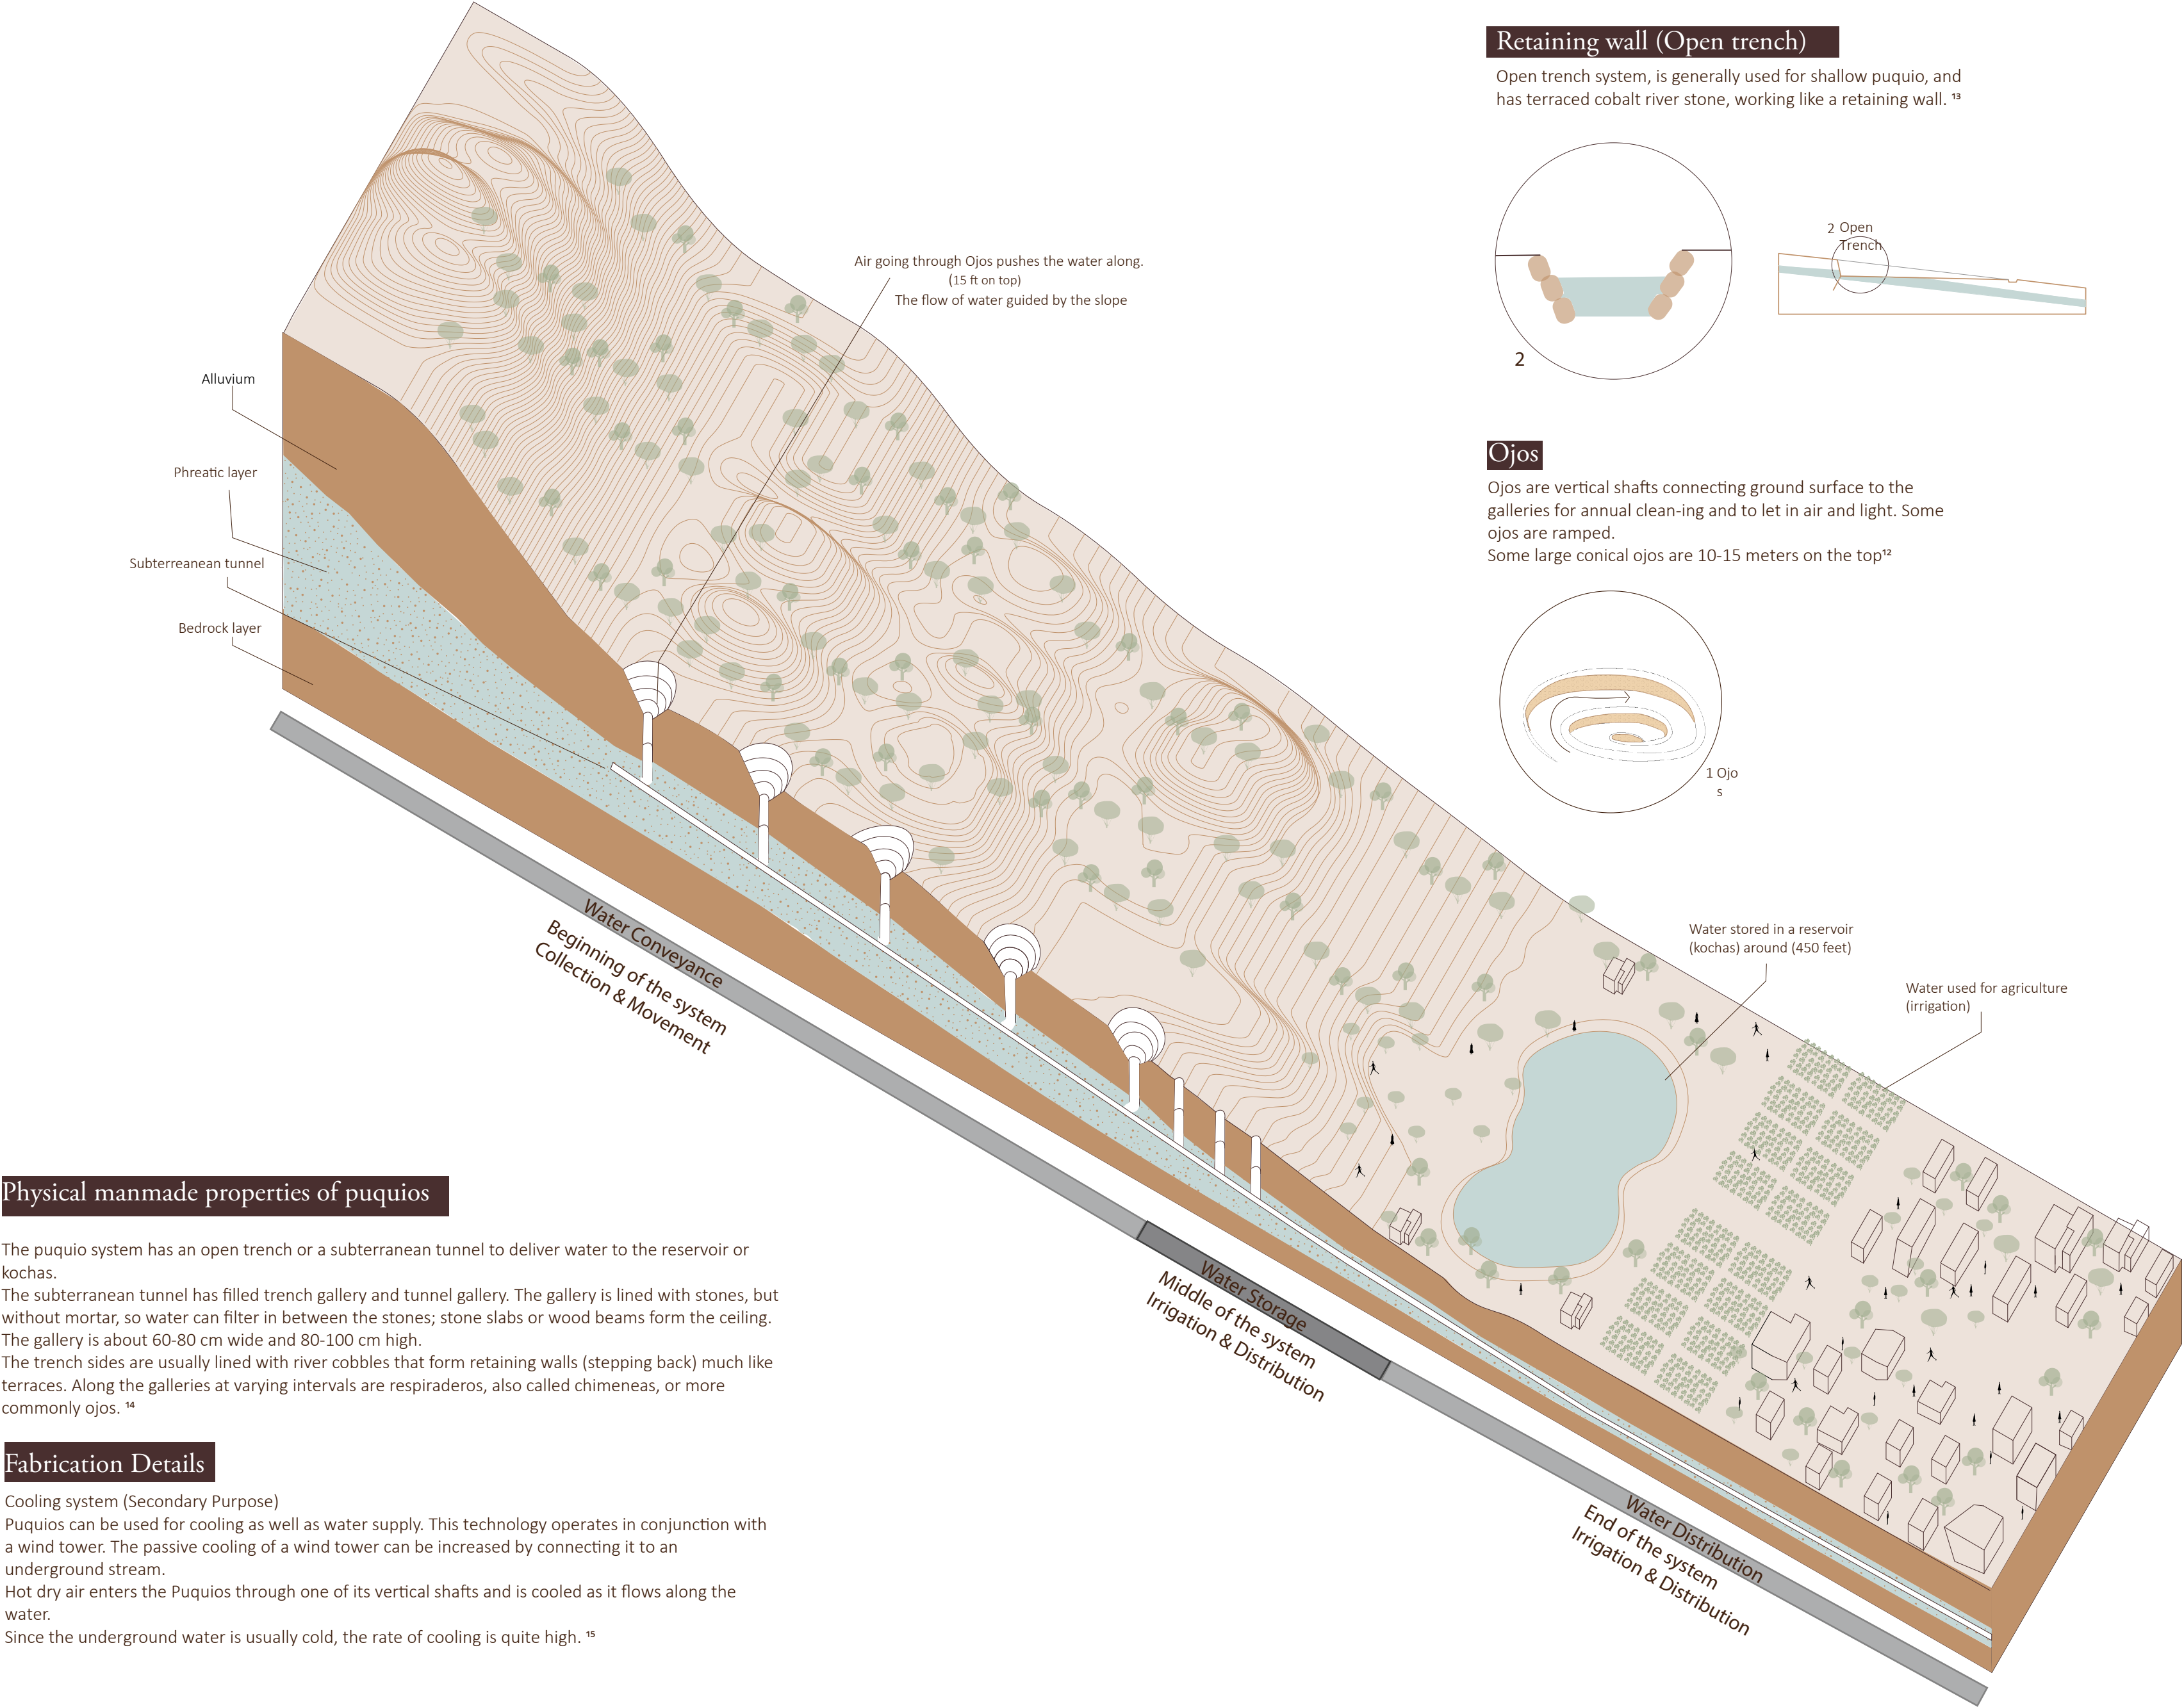 Retaining wall (Open trench)
Open trench system, is generally used for shallow puquio, and
has terraced cobalt river stone, working like a retaining wall. ¹³
2 Open
Trench
2
Air going through Ojos pushes the water along.
(15 ft on top)
The flow of water guided by the slope
Alluvium
Phreatic layer
Subterreanean tunnel
Bedrock layer
Ojos
Ojos are vertical shafts connecting ground surface to the
galleries for annual clean-ing and to let in air and light. Some
ojos are ramped.
Some large conical ojos are 10-15 meters on the top¹²
1 Ojo
s
Water Conveyance
Beginning of the system
Collection & Movement
Water stored in a reservoir
(kochas) around (450 feet)
Water used for agriculture
(irrigation)
Water Storage
Middle of the system
Irrigation & Distribution
Water Distribution
End of the system
Irrigation & Distribution
Physical manmade properties of puquios
The puquio system has an open trench or a subterranean tunnel to deliver water to the reservoir or
kochas.
The subterranean tunnel has filled trench gallery and tunnel gallery. The gallery is lined with stones, but
without mortar, so water can filter in between the stones; stone slabs or wood beams form the ceiling.
The gallery is about 60-80 cm wide and 80-100 cm high.
The trench sides are usually lined with river cobbles that form retaining walls (stepping back) much like
terraces. Along the galleries at varying intervals are respiraderos, also called chimeneas, or more
commonly ojos. ¹⁴
Fabrication Details
Cooling system (Secondary Purpose)
Puquios can be used for cooling as well as water supply. This technology operates in conjunction with
a wind tower. The passive cooling of a wind tower can be increased by connecting it to an
underground stream.
Hot dry air enters the Puquios through one of its vertical shafts and is cooled as it flows along the
water.
Since the underground water is usually cold, the rate of cooling is quite high. ¹⁵